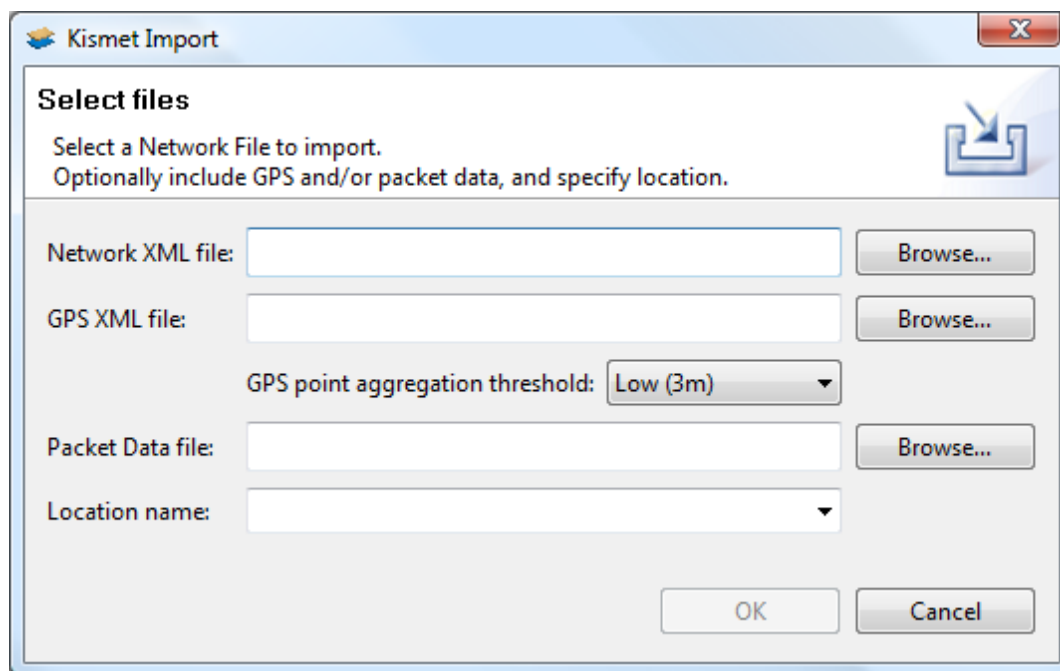 Kismet Import
Select files
Select a Network File to import.
Optionally include GPS and/or packet data, and specify location.
Network XML file:
Browse...
GPS XML file:
Browse...
GPS point aggregation threshold: Low (3m)
Packet Data file:
Browse...
Location name:
OK
Cancel